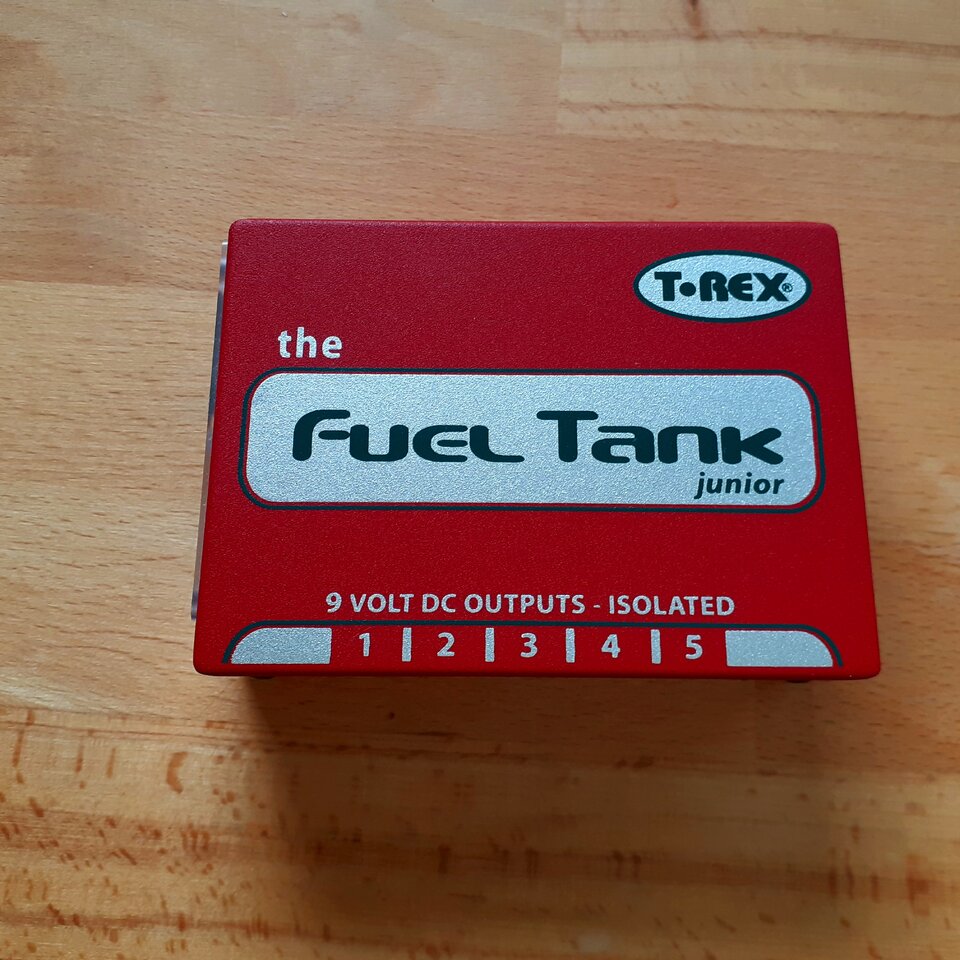 T•REX®
the
Fuel Tank
junior
9 VOLT DC OUTPUTS - ISOLATED
1 | 2 | 3 | 4 | 5